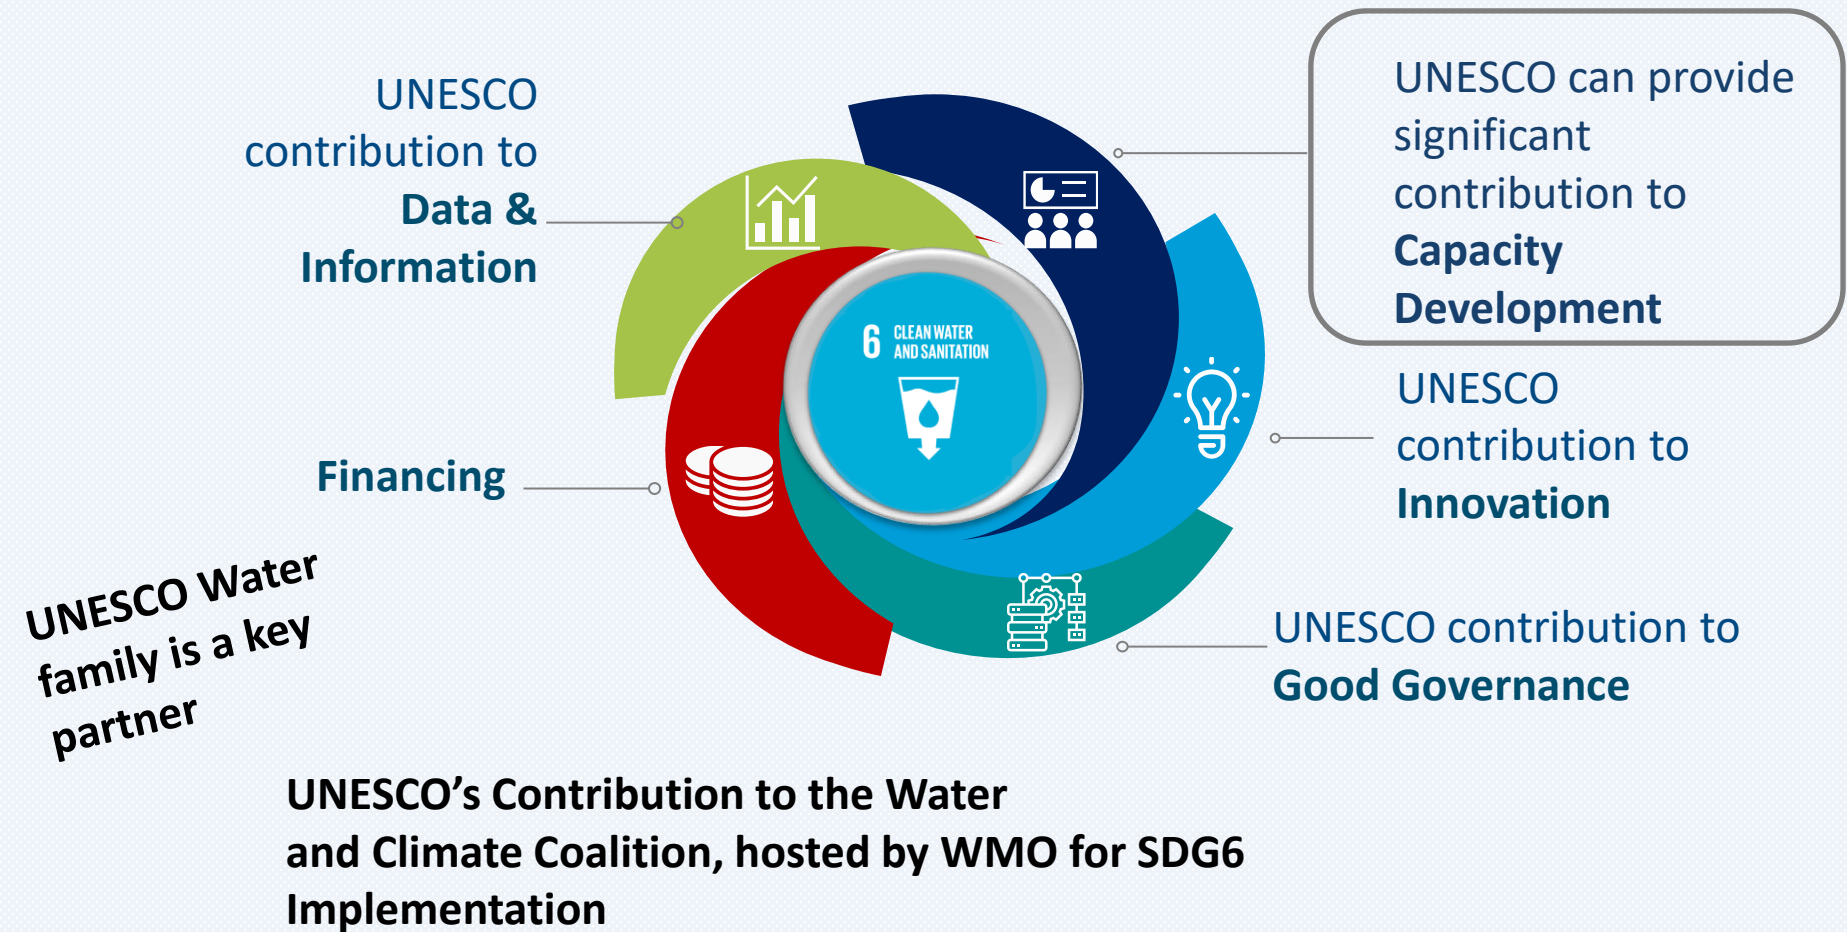 UNESCO
contribution to
Data &
Information
UNESCO can provide
significant
contribution to
Capacity
Development
6 CLEAN WATER
AND SANITATION
UNESCO
contribution to
Innovation
Financing
UNESCO contribution to
Good Governance
UNESCO Water
family is a key
partner
UNESCO’s Contribution to the Water
and Climate Coalition, hosted by WMO for SDG6
Implementation